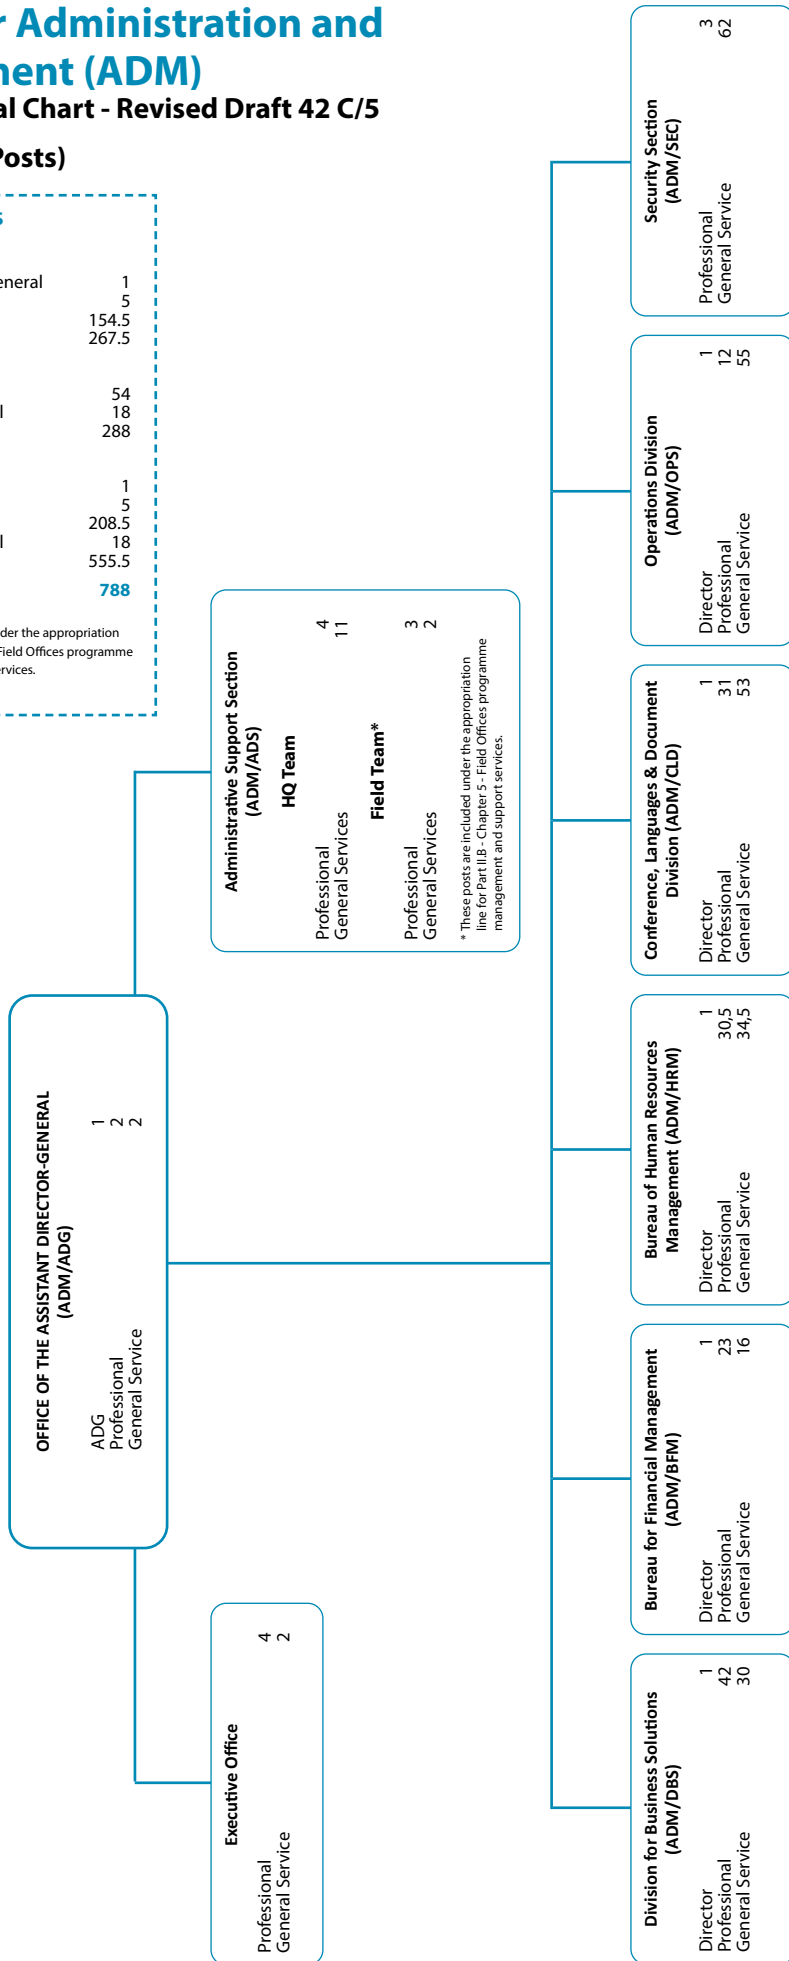 r Administration and
nent (ADM)
al Chart - Revised Draft 42 C/5
Posts)
s
eneral 1
5
154.5
267.5
54
l 18
288
1
5
208.5
l 18
555.5
788
der the appropriation
Field Offices programme
ervices.
OFFICE OF THE ASSISTANT DIRECTOR-GENERAL
(ADM/ADG)
ADG 1
Professional 2
General Service 2
Executive Office
Professional 4
General Service 2
Administrative Support Section
(ADM/ADS)
HQ Team
Professional 4
General Services 11
Field Team*
Professional 3
General Services 2
* These posts are included under the appropriation
line for Part II.B - Chapter 5 - Field Offices programme
management and support services.
Division for Business Solutions
(ADM/DBS)
Director 1
Professional 42
General Service 30
Bureau for Financial Management
(ADM/BFM)
Director 1
Professional 23
General Service 16
Bureau of Human Resources
Management (ADM/HRM)
Director 1
Professional 30,5
General Service 34,5
Conference, Languages & Document
Division (ADM/CLD)
Director 1
Professional 31
General Service 53
Operations Division
(ADM/OPS)
Director 1
Professional 12
General Service 55
Security Section
(ADM/SEC)
Professional 3
General Service 62